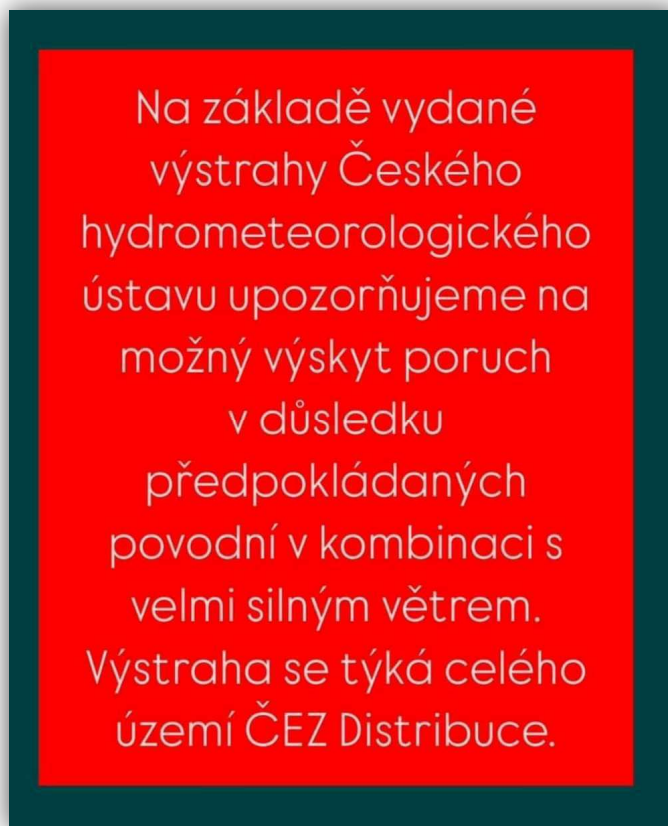 Na základě vydané
výstrahy Českého
hydrometeorologického
ústavu upozorňujeme na
možný výskyt poruch
v důsledku
předpokládaných
povodní v kombinaci s
velmi silným větrem.
Výstraha se týká celého
území ČEZ Distribuce.